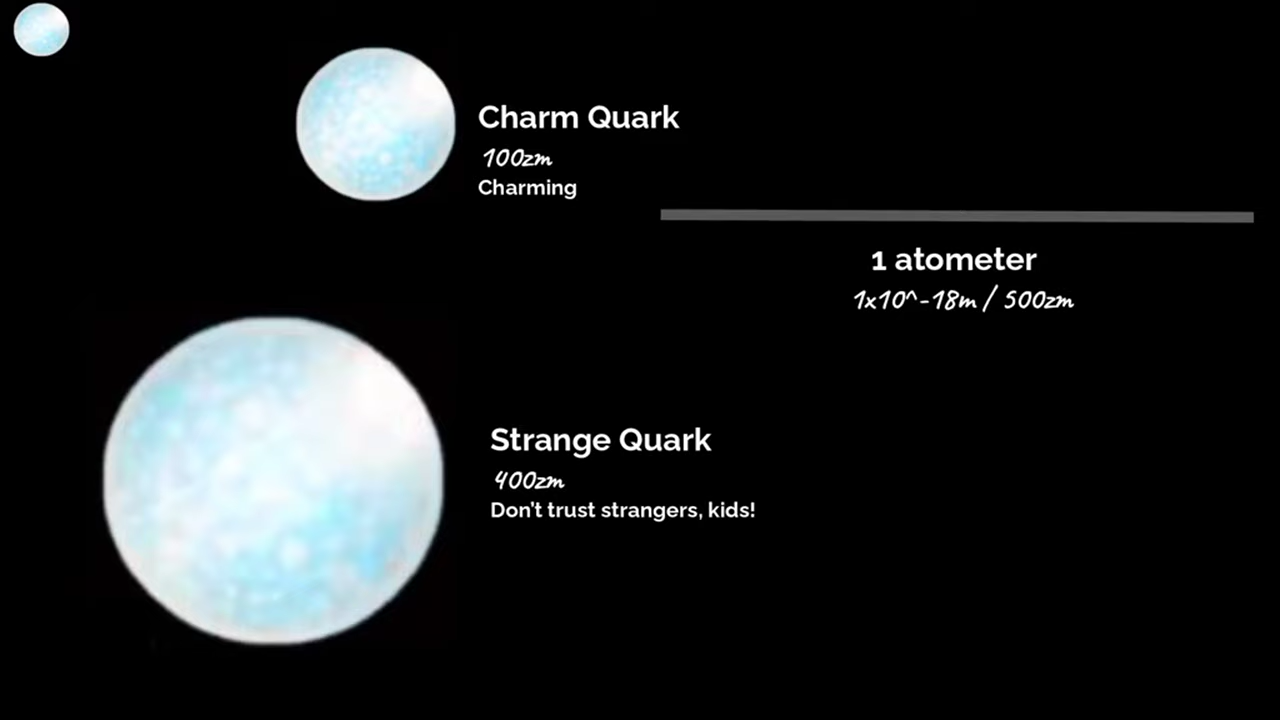 Charm Quark
100zm
Charming
1 atometer
1x10^-18m / 500zm
Strange Quark
400zm
Don't trust strangers, kids!